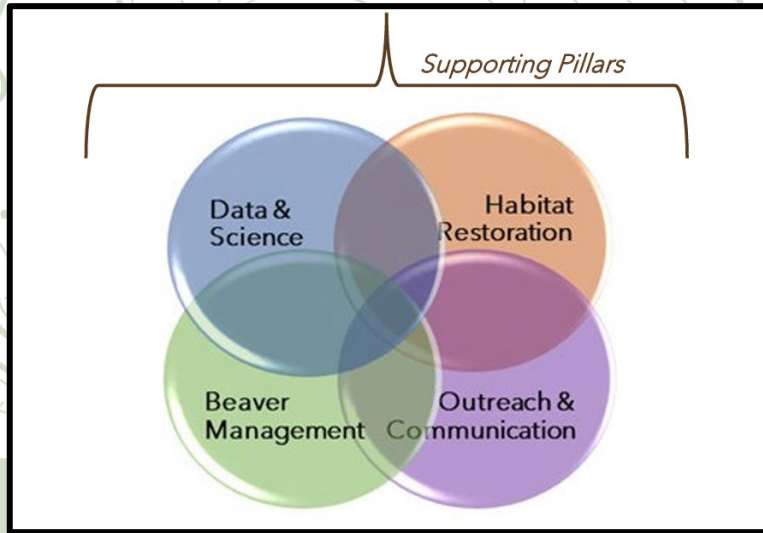 Supporting Pillars
Data &
Science
Habitat
Restoration
Beaver
Management
Outreach &
Communication